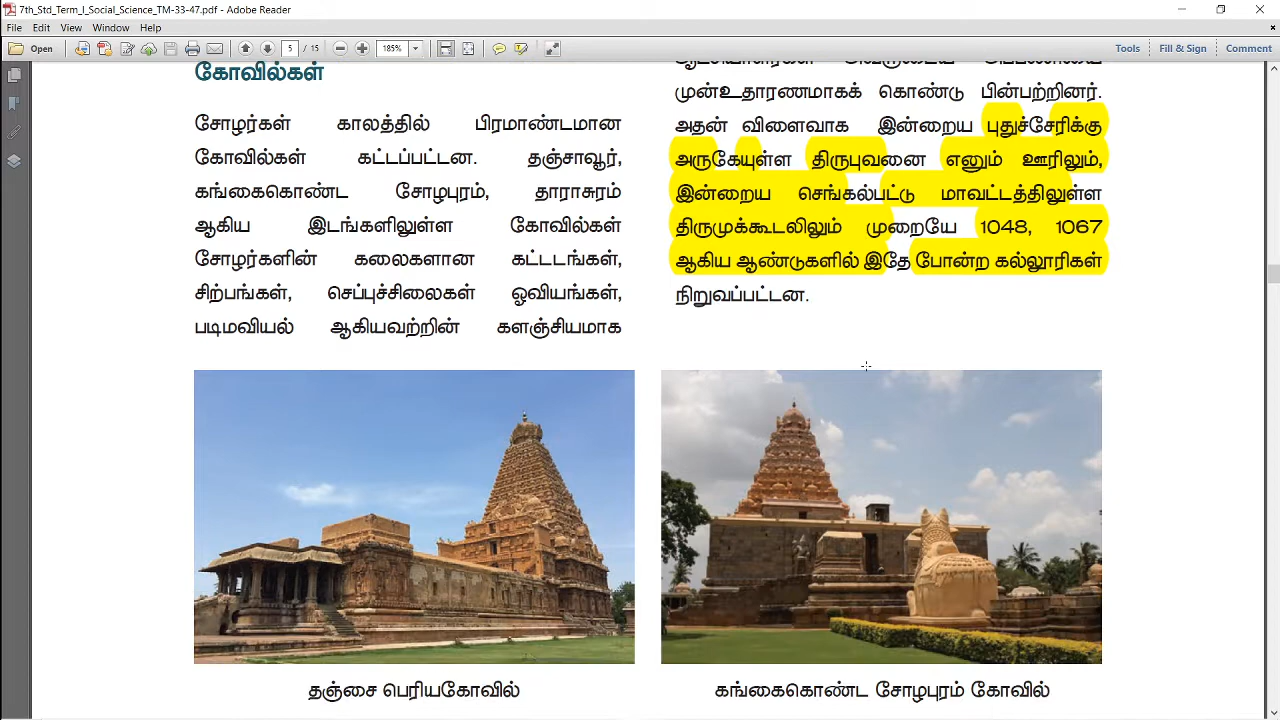 7th_Std_Term_I_Social_Science_TM-33-47.pdf - Adobe Reader
File Edit View Window Help
Open 5 / 15 185% Tools Fill & Sign Comment
கோவில்கள்
சோழர்கள் காலத்தில் பிரமாண்டமான
கோவில்கள் கட்டப்பட்டன. தஞ்சாவூர்,
கங்கைகொண்ட சோழபுரம், தாராசுரம்
ஆகிய இடங்களிலுள்ள கோவில்கள்
சோழர்களின் கலைகளான கட்டடங்கள்,
சிற்பங்கள், செப்புச்சிலைகள் ஓவியங்கள்,
படிமவியல் ஆகியவற்றின் களஞ்சியமாக
முன்உதாரணமாகக் கொண்டு பின்பற்றினர்.
அதன் விளைவாக இன்றைய புதுச்சேரிக்கு
அருகேயுள்ள திருபுவனை எனும் ஊரிலும்,
இன்றைய செங்கல்பட்டு மாவட்டத்திலுள்ள
திருமுக்கூடலிலும் முறையே 1048, 1067
ஆகிய ஆண்டுகளில் இதே போன்ற கல்லூரிகள்
நிறுவப்பட்டன.
தஞ்சை பெரியகோவில்
கங்கைகொண்ட சோழபுரம் கோவில்